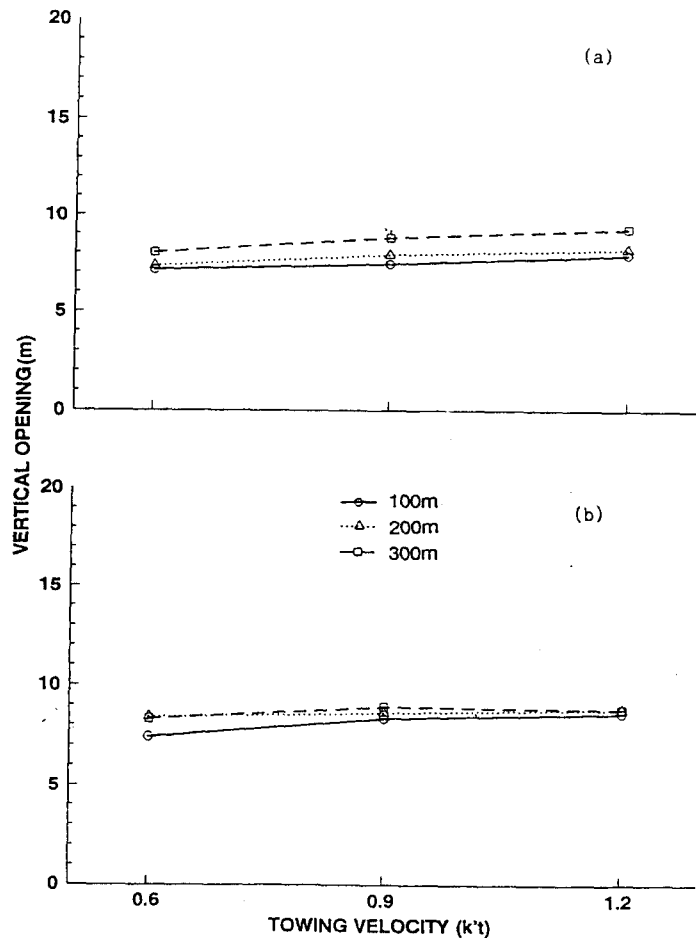 20
(a)
15
10
5
0
VERTICAL OPENING(m)
20
100m
200m
(b)
300m
15
10
5
0
0.6
0.9
1.2
TOWING VELOCITY (k't)